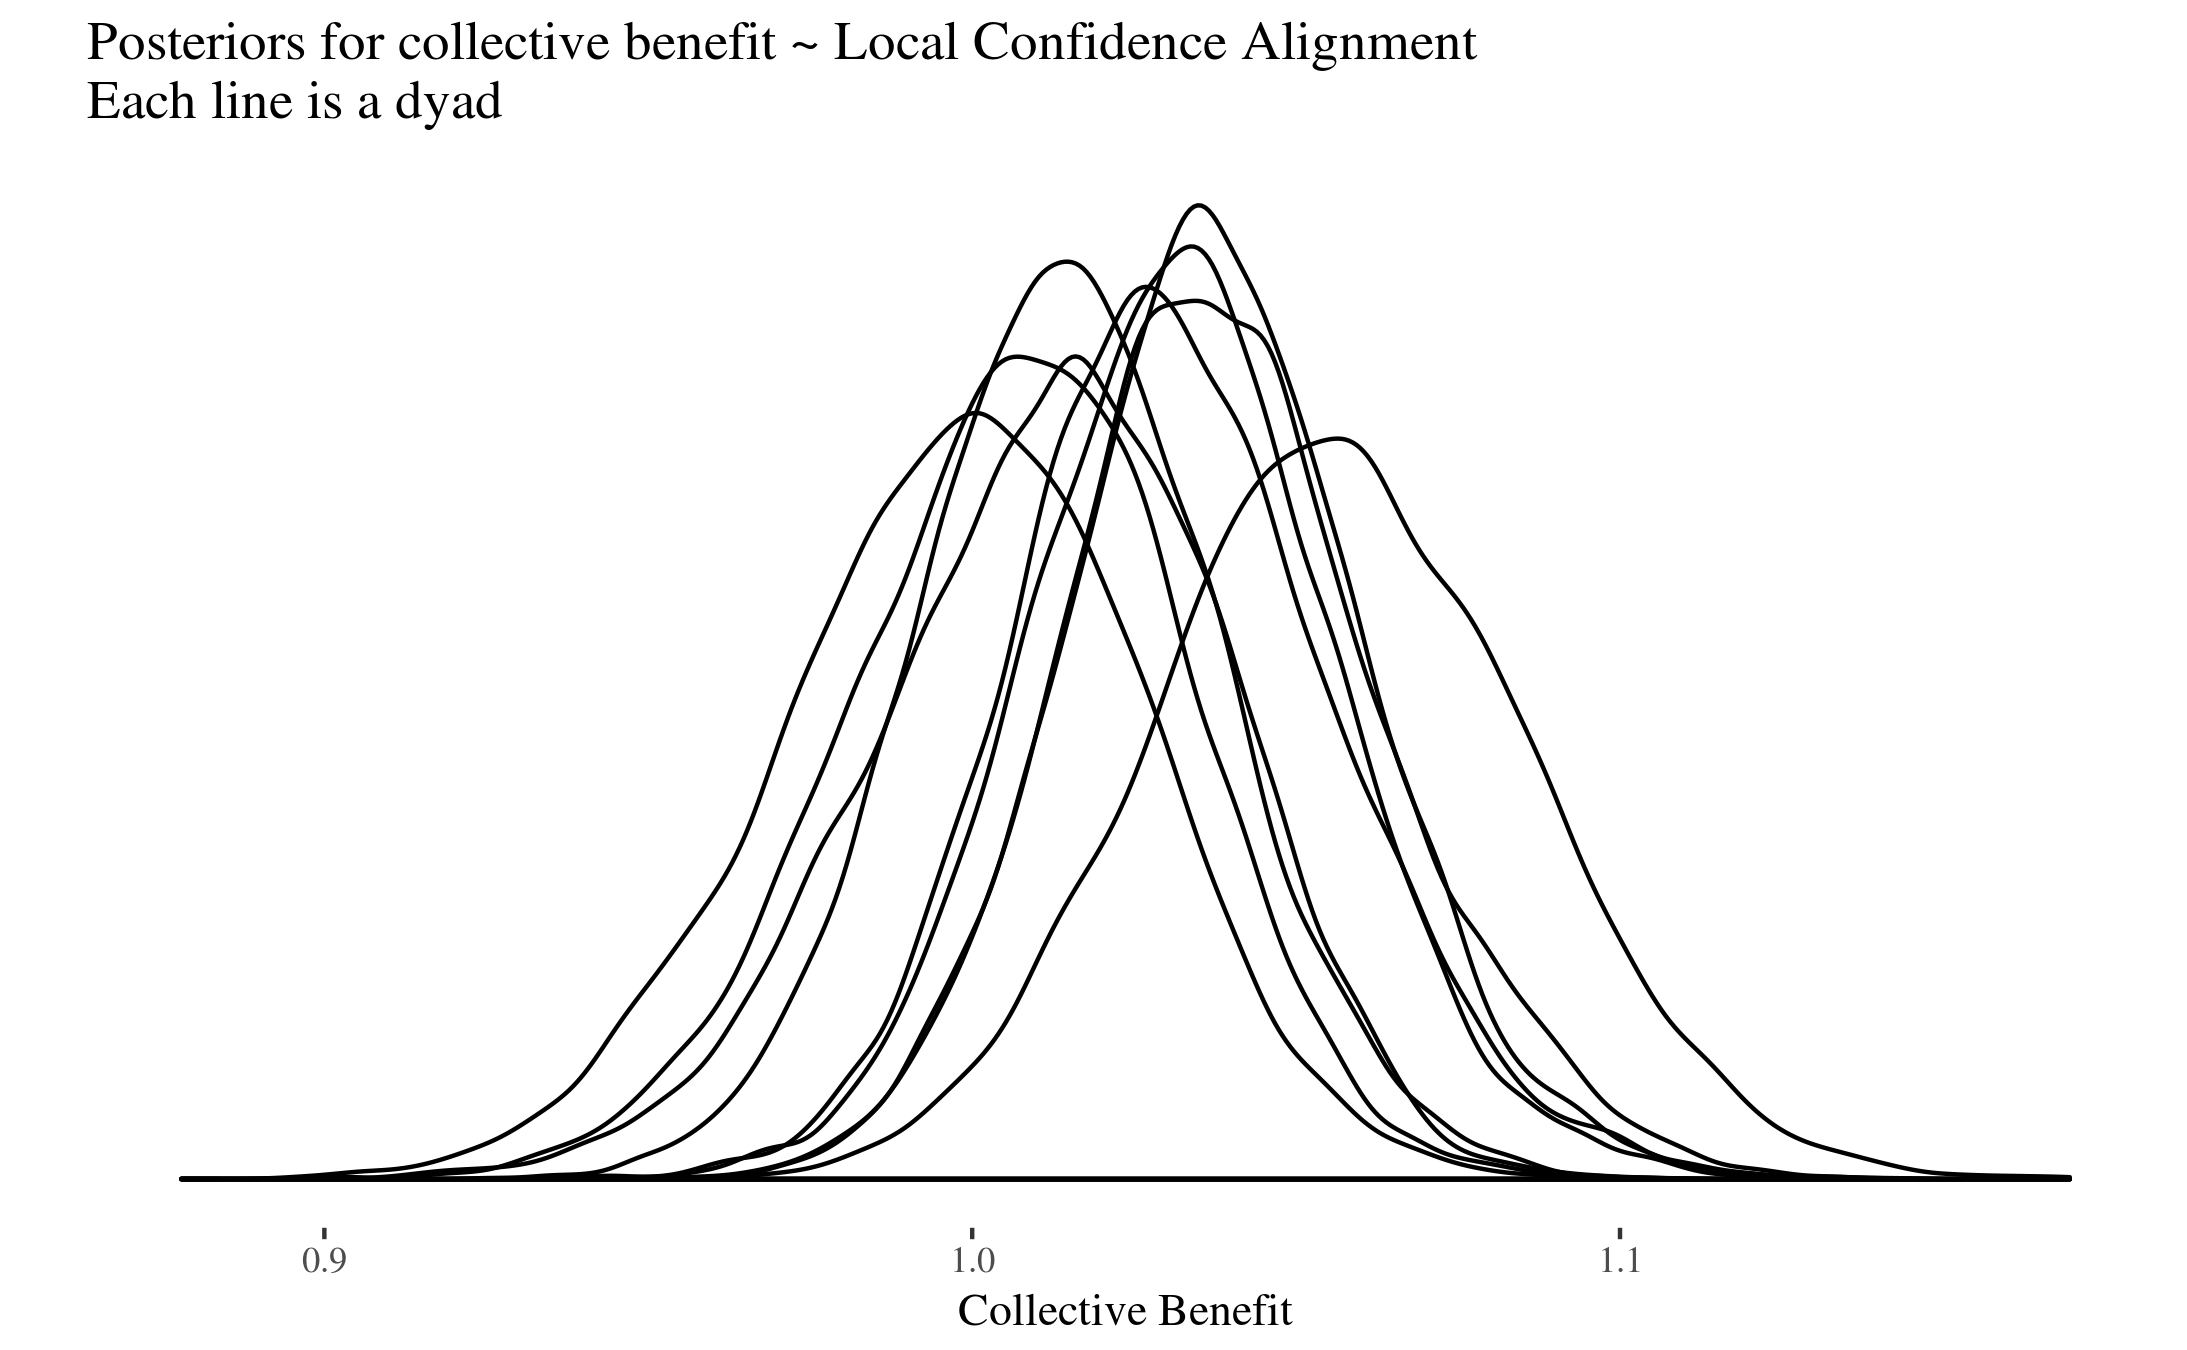 Posteriors for collective benefit ~ Local Confidence Alignment
Each line is a dyad
0.9 1.0 1.1
Collective Benefit